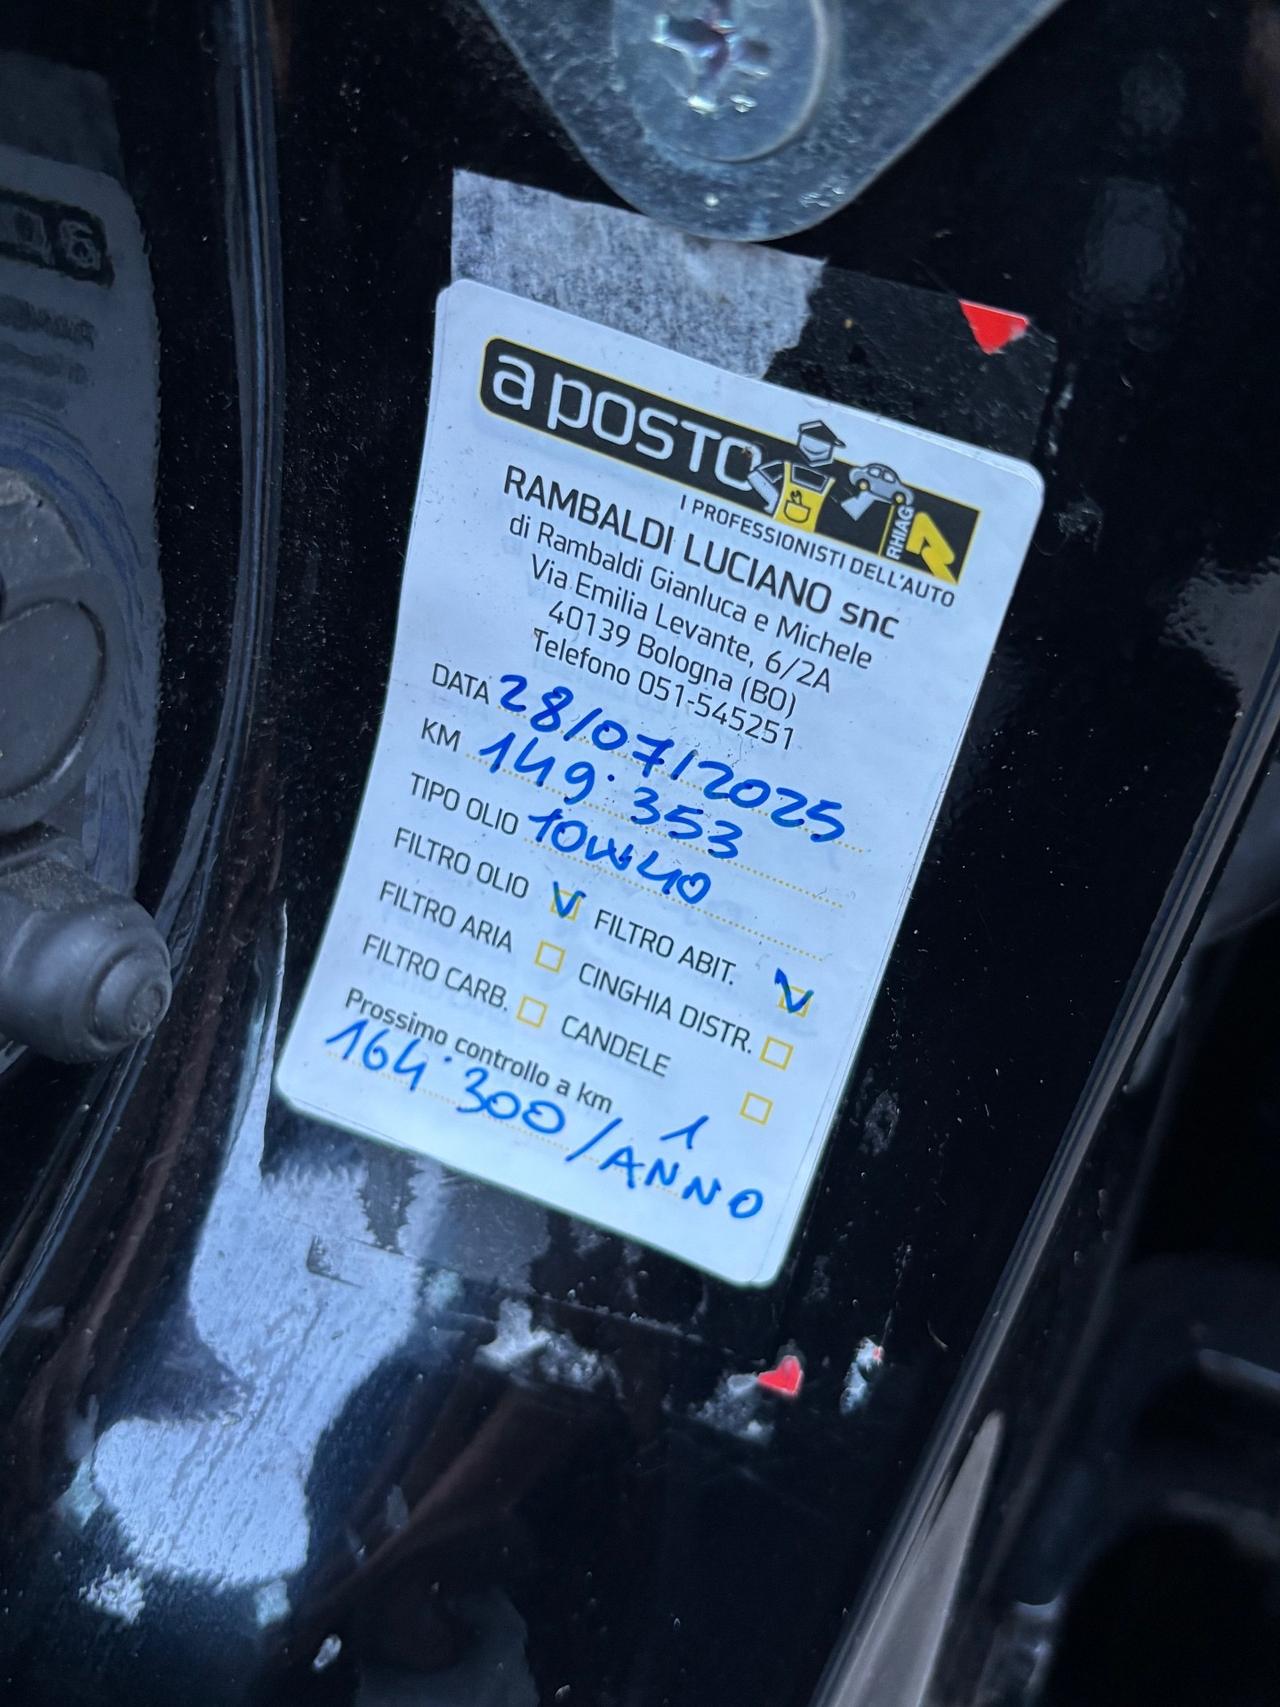 a POSTO
I PROFESSIONISTI DELL'AUTO
RHIAG
RAMBALDI LUCIANO snc
di Rambaldi Gianluca e Michele
Via Emilia Levante, 6/2A
40139 Bologna (BO)
Telefono 051-545251
DATA 28/07/2025
KM 149.353
TIPO OLIO 10W40
FILTRO OLIO FILTRO ABIT.
FILTRO ARIA CINGHIA DISTR.
FILTRO CARB. CANDELE
Prossimo controllo a km
164.300/1 ANNO